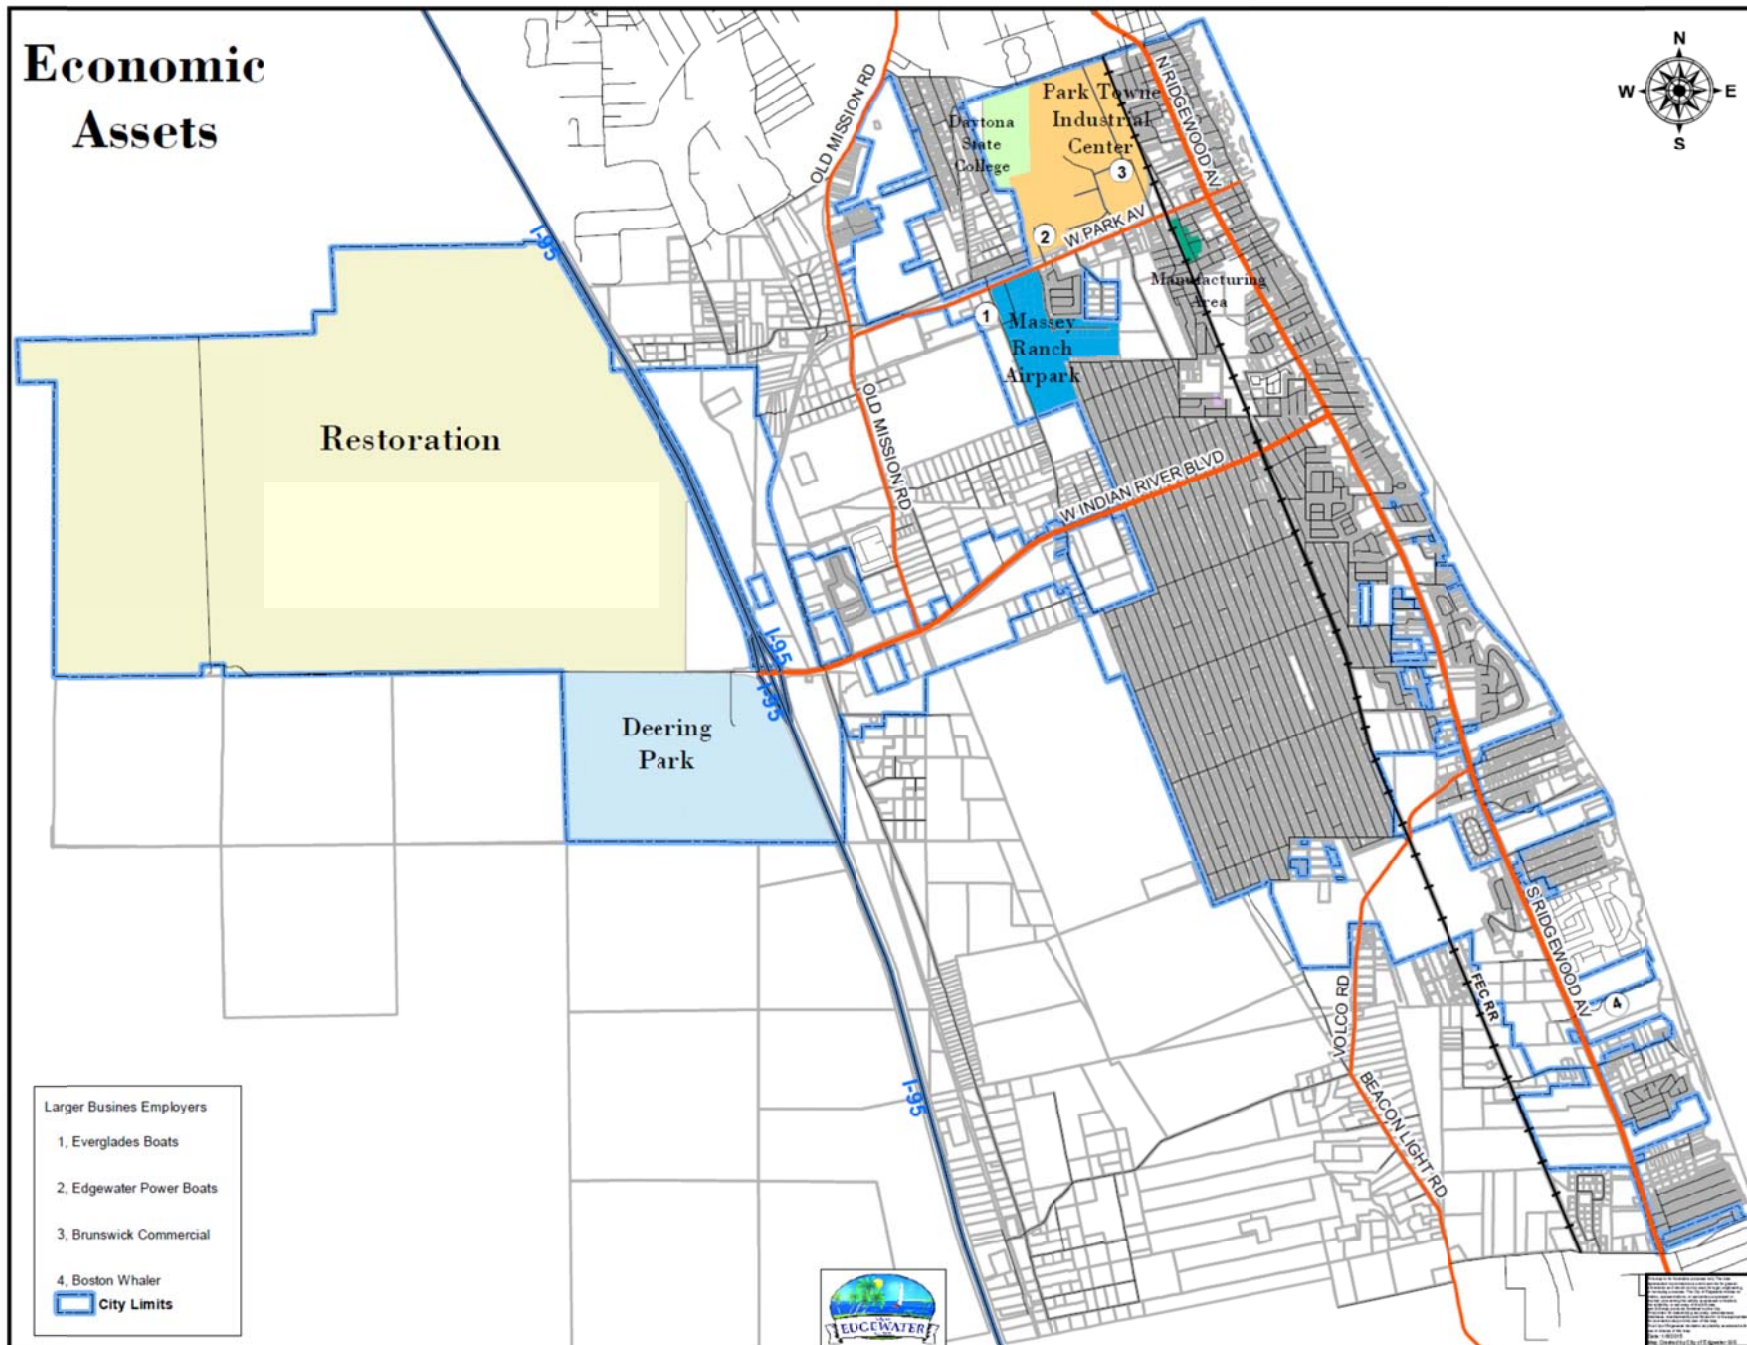 Economic
Assets
N
W
E
S
N RIDGEWOOD AV
OLD MISSION RD
Park Towne
Industrial
Center
Daytona
State
College
3
2
W PARK AV
I-95
Manufacturing
Area
1
Massey
Ranch
Airpark
OLD MISSION RD
Restoration
W INDIAN RIVER BLVD
I-95
I-95
Deering
Park
S RIDGEWOOD AV
4
FEC RR
VOLCO RD
BEACON LIGHT RD
I-95
Larger Busines Employers
1, Everglades Boats
2, Edgewater Power Boats
3, Brunswick Commercial
4, Boston Whaler
City Limits
EDGEWATER